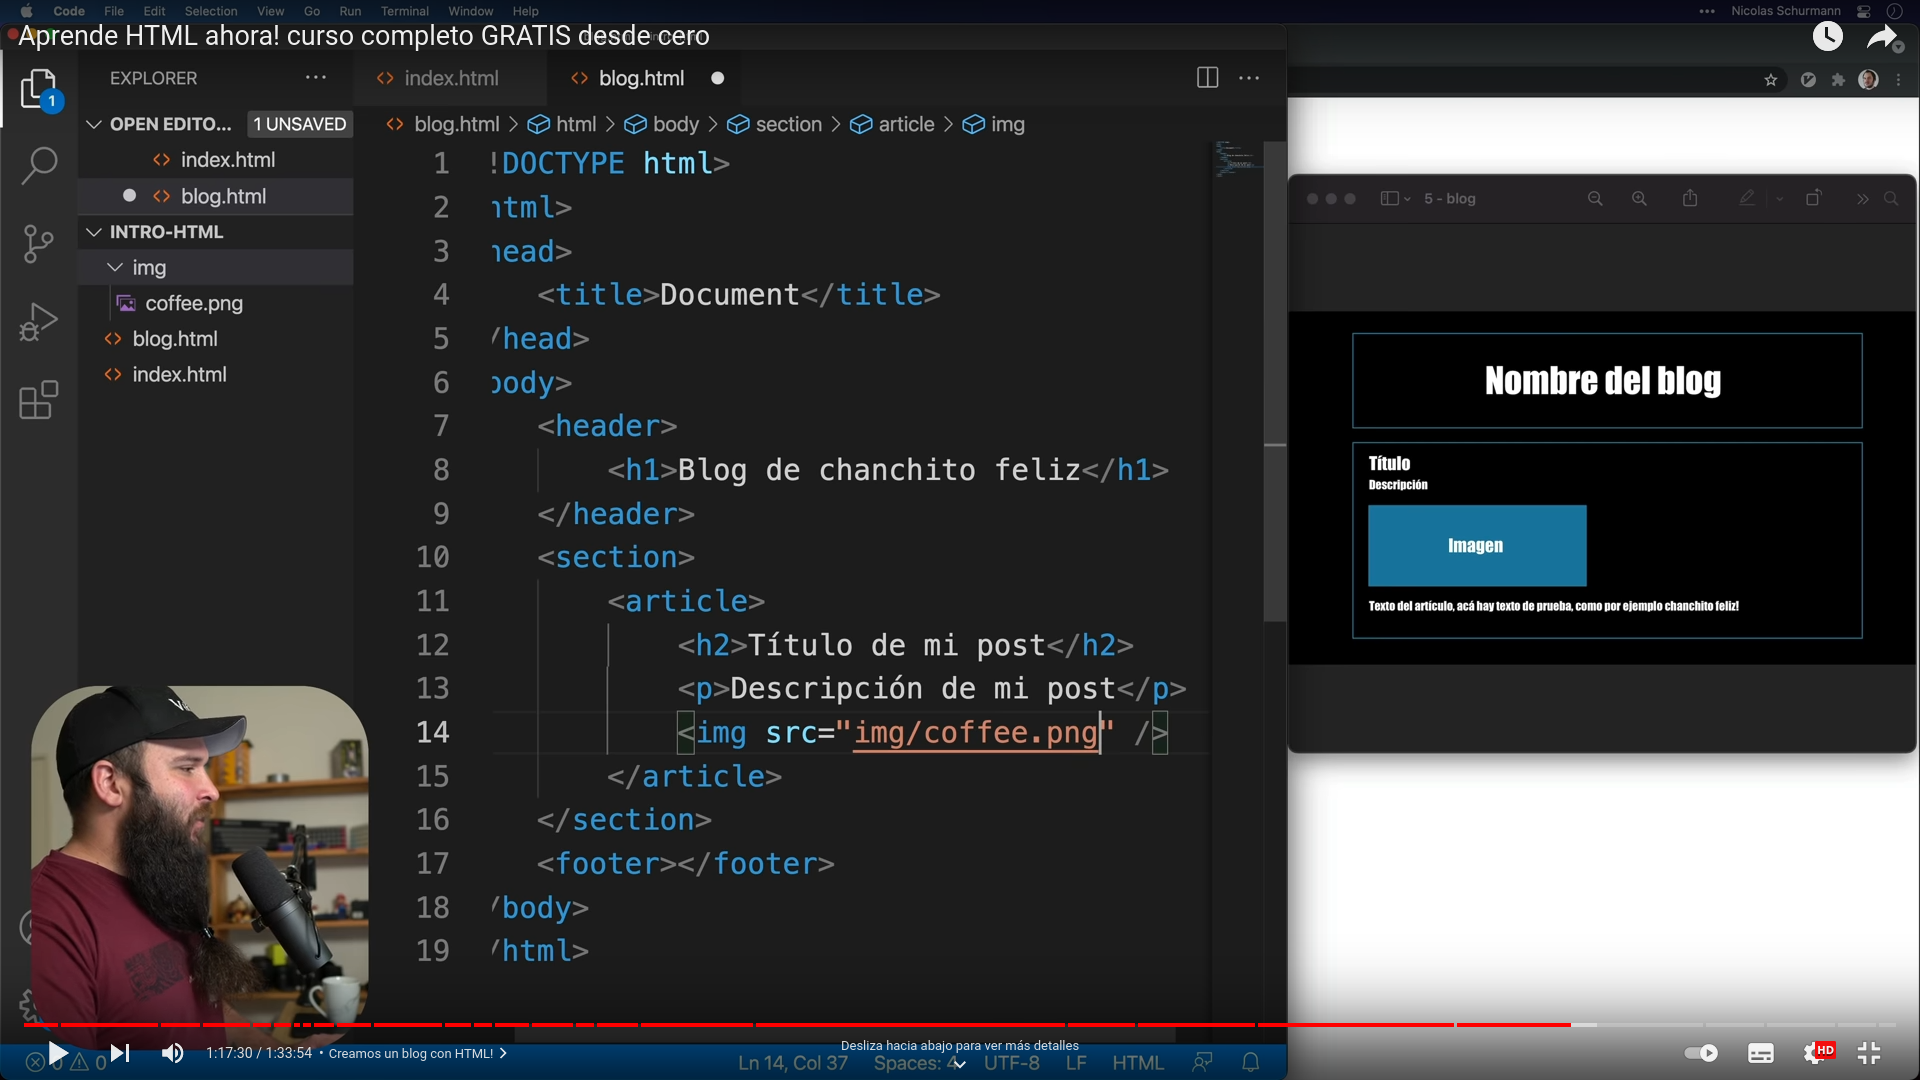 Code File Edit Selection View Go Run Terminal Window Help
Nicolas Schurmann
Aprende HTML ahora! curso completo GRATIS desde cero
EXPLORER
1
OPEN EDITO... 1 UNSAVED
index.html
blog.html
INTRO-HTML
img
coffee.png
blog.html
index.html
index.html
blog.html
blog.html > html > body > section > article > img
1 !DOCTYPE html>
2 html>
3 head>
4 <title>Document</title>
5 /head>
6 body>
7 <header>
8 <h1>Blog de chanchito feliz</h1>
9 </header>
10 <section>
11 <article>
12 <h2>Título de mi post</h2>
13 <p>Descripción de mi post</p>
14 <img src="img/coffee.png" />
15 </article>
16 </section>
17 <footer></footer>
18 /body>
19 /html>
5 - blog
Nombre del blog
Título
Descripción
Imagen
Texto del artículo, acá hay texto de prueba, como por ejemplo chanchito feliz!
1:17:30 / 1:33:54 • Creamos un blog con HTML!
Desliza hacia abajo para ver más detalles
HD
0 0
Ln 14, Col 37 Spaces: 4 UTF-8 LF HTML